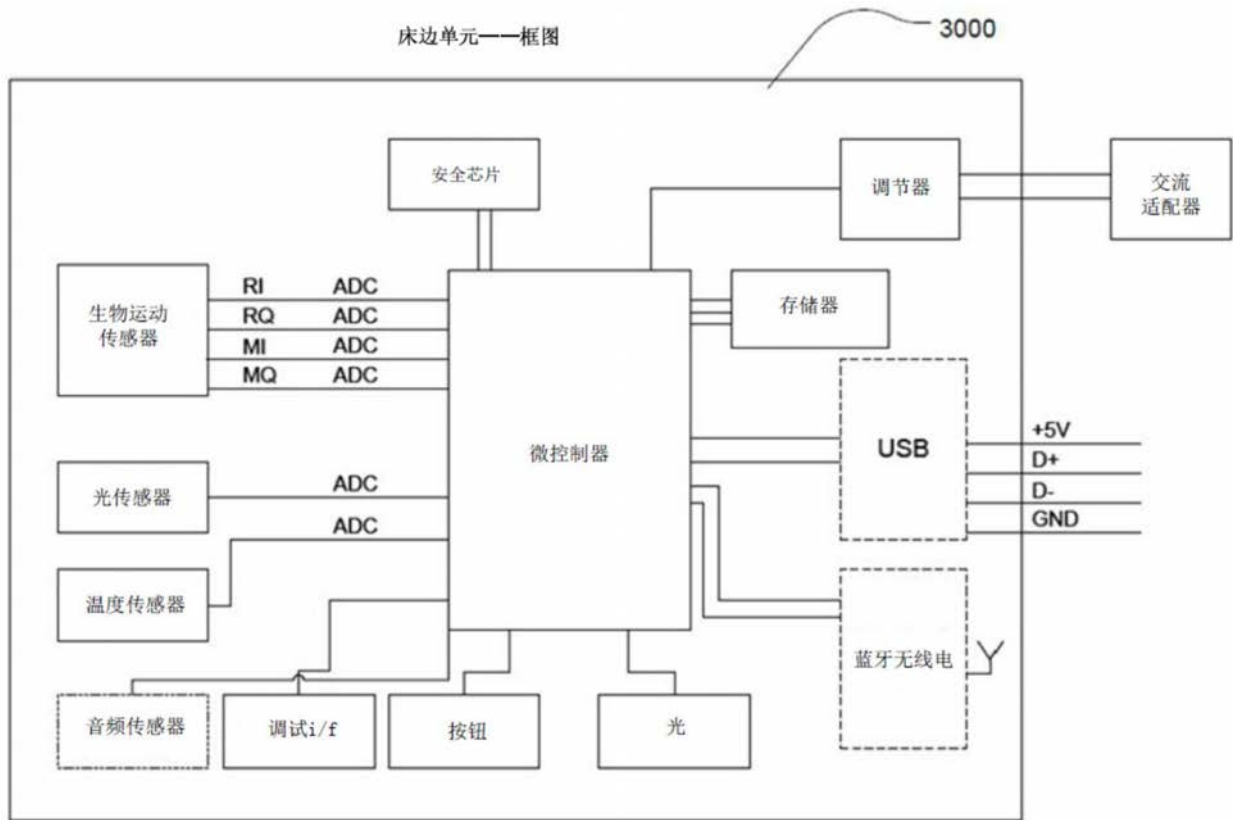 床边单元——框图
3000
安全芯片
调节器
交流
适配器
生物运动
传感器
RI ADC
RQ ADC
MI ADC
MQ ADC
存储器
微控制器
USB
+5V
D+
D-
GND
光传感器
ADC
ADC
温度传感器
蓝牙无线电
音频传感器
调试i/f
按钮
光